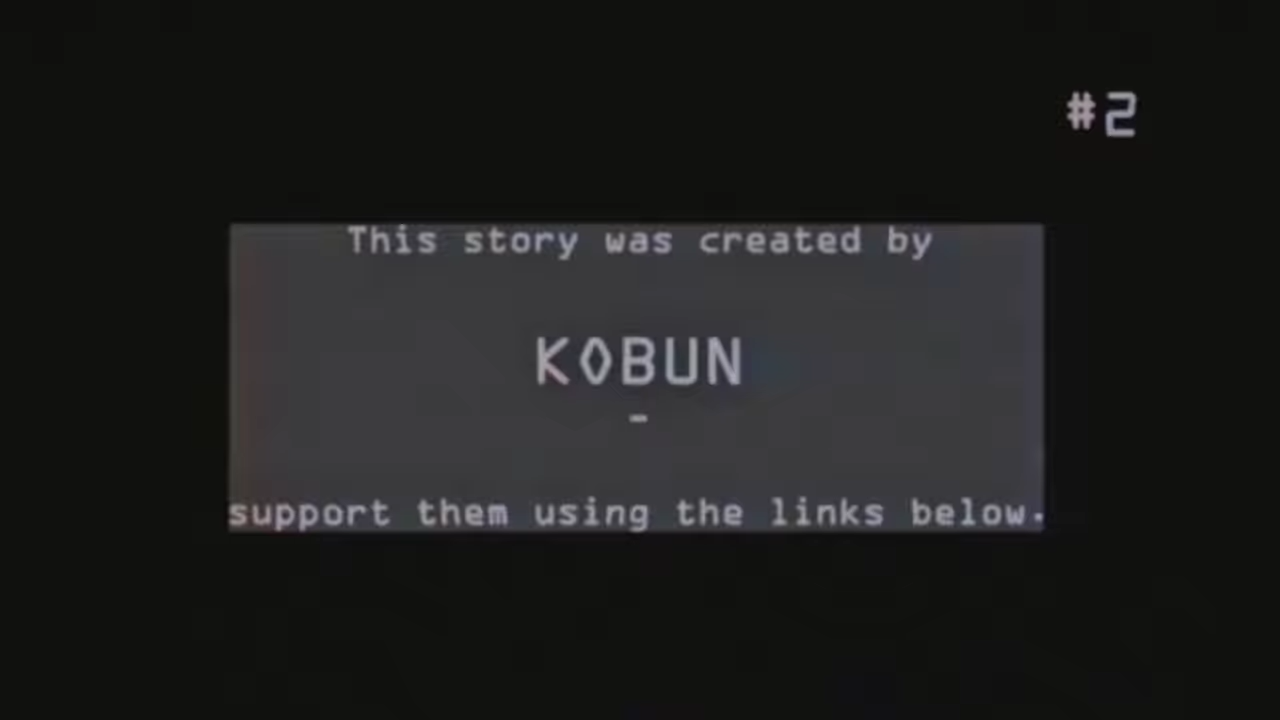 #2
This story was created by
KOBUN
-
support them using the links below.